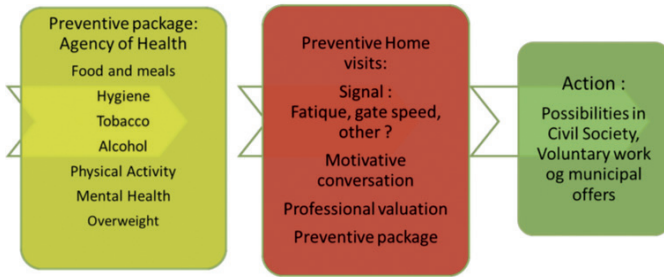 Preventive package:
Agency of Health
Food and meals
Hygiene
Tobacco
Alcohol
Physical Activity
Mental Health
Overweight
Preventive Home
visits:
Signal :
Fatique, gate speed,
other ?
Motivative
conversation
Professional valuation
Preventive package
Action :
Possibilities in
Civil Society,
Voluntary work
og municipal
offers